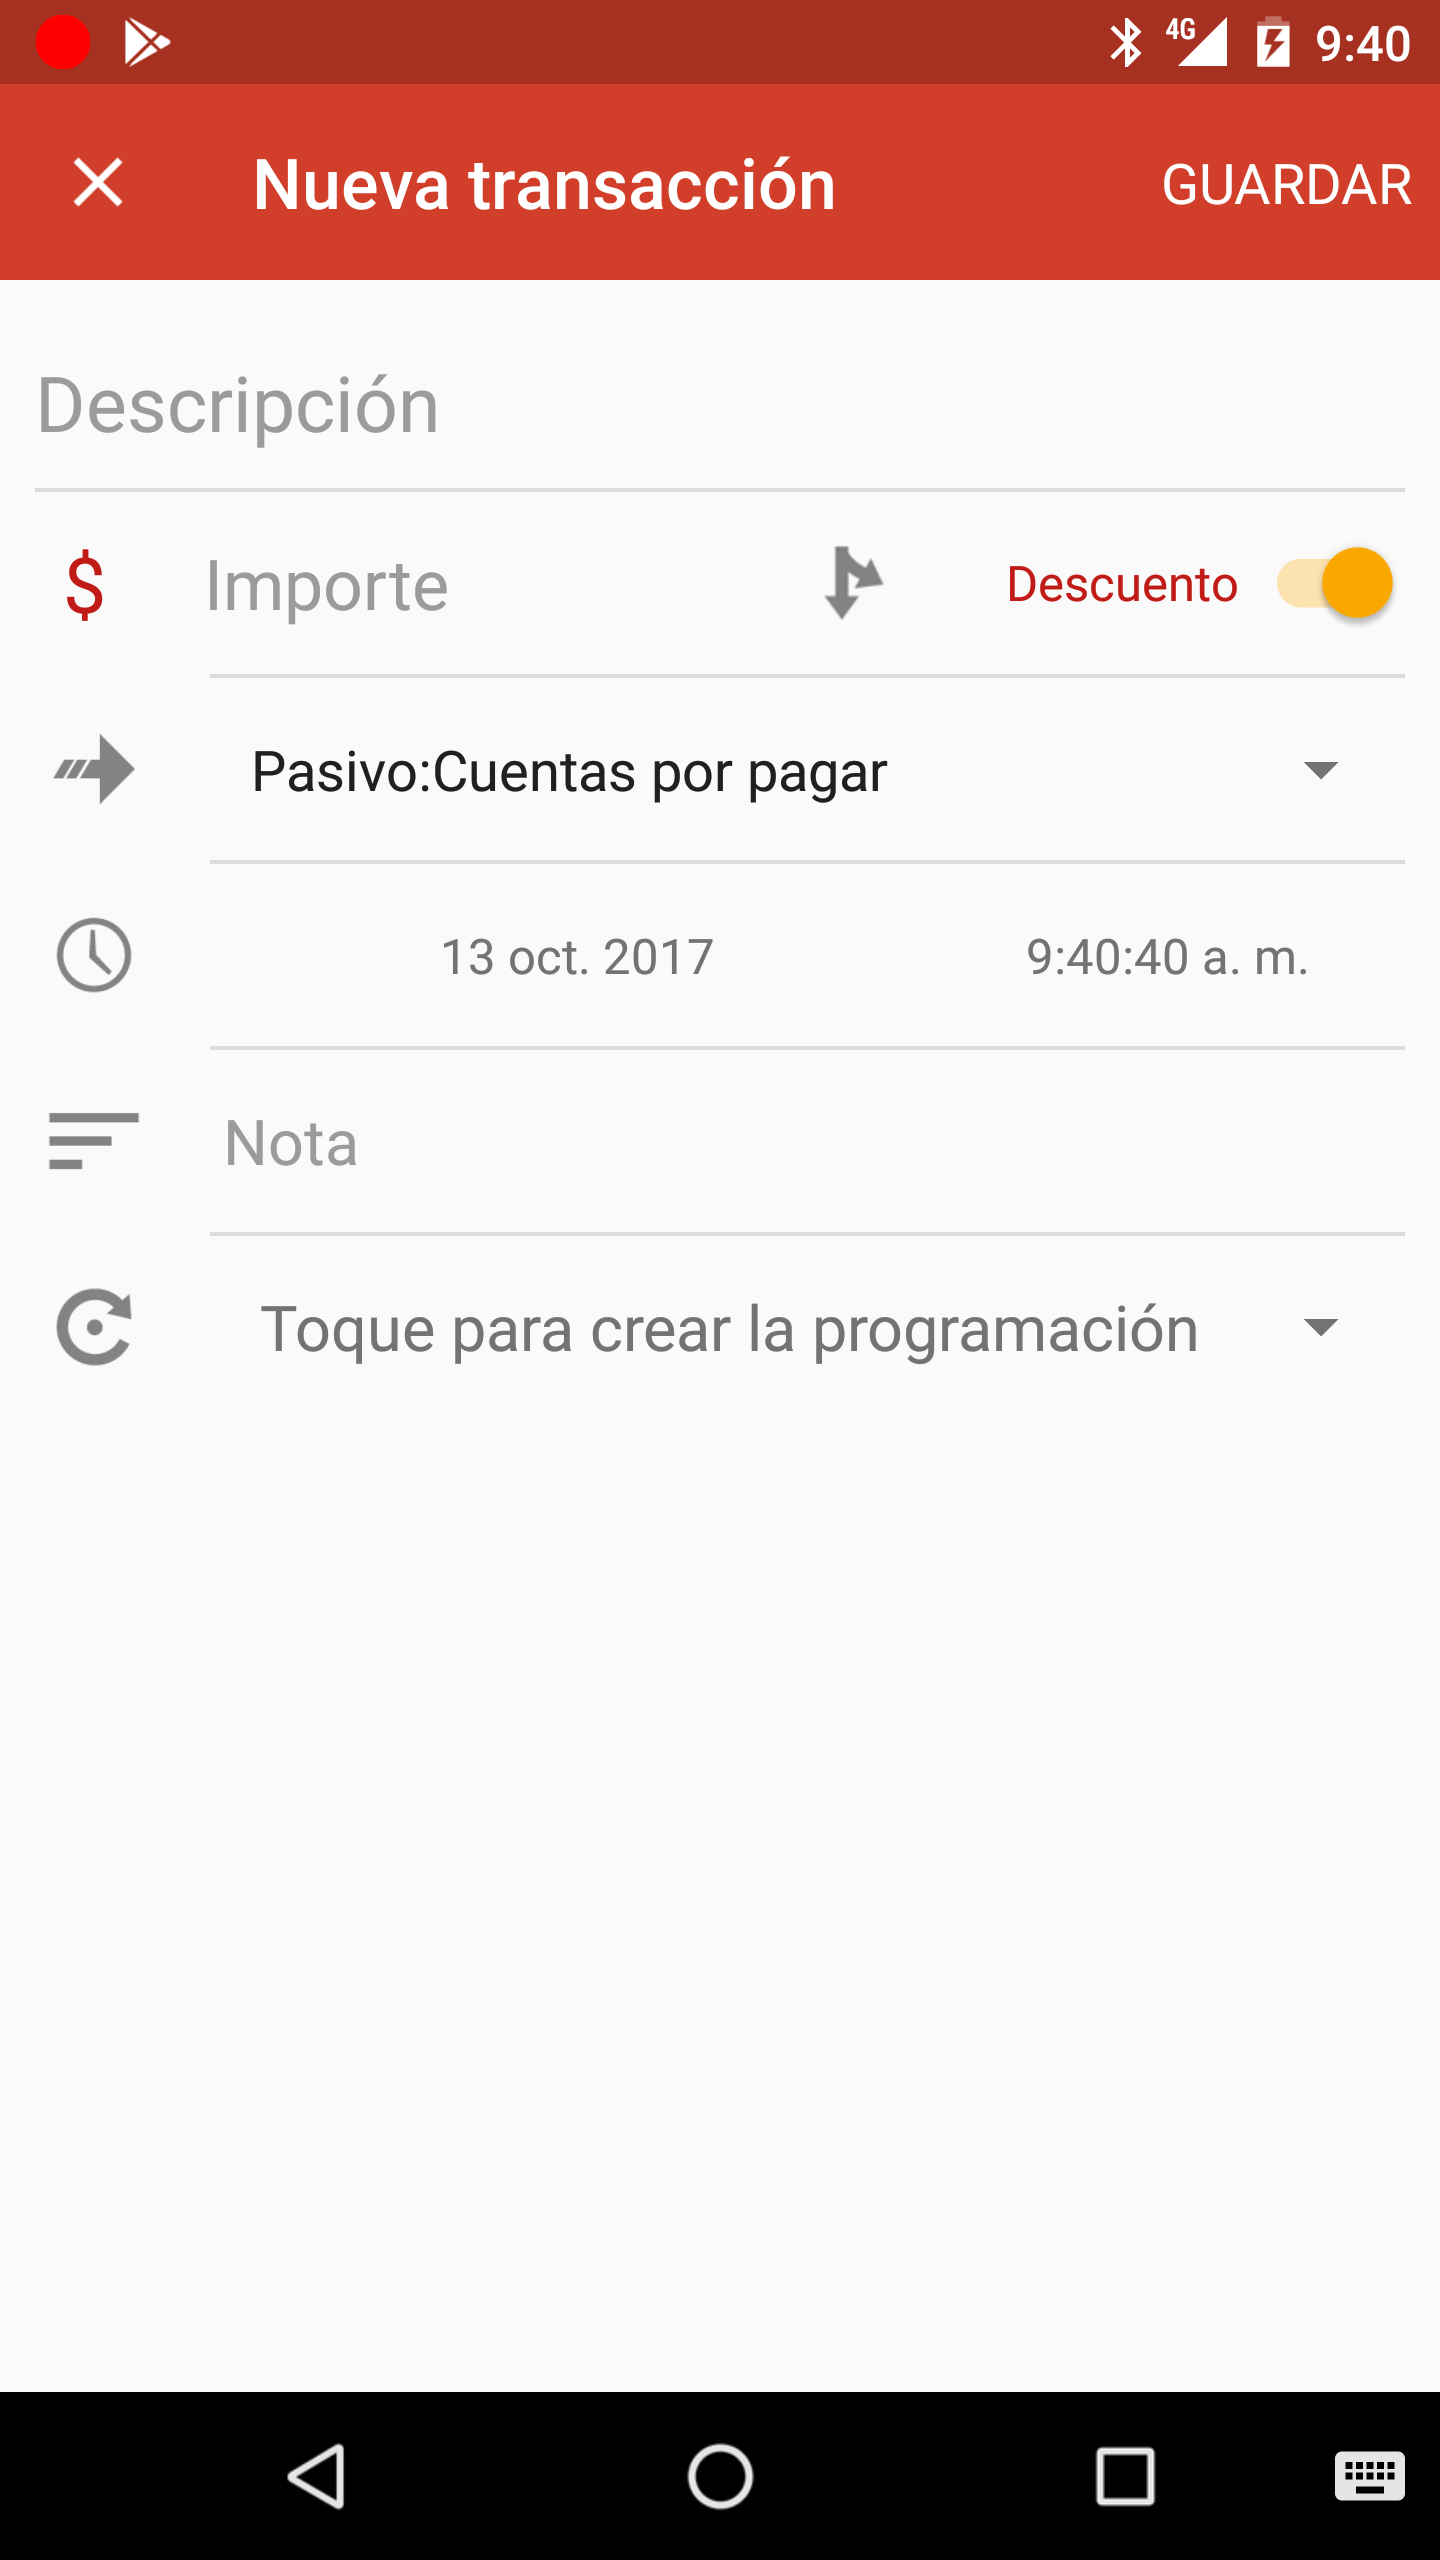 4G 9:40
Nueva transacción GUARDAR
Descripción
$ Importe Descuento
Pasivo:Cuentas por pagar
13 oct. 2017 9:40:40 a. m.
Nota
Toque para crear la programación